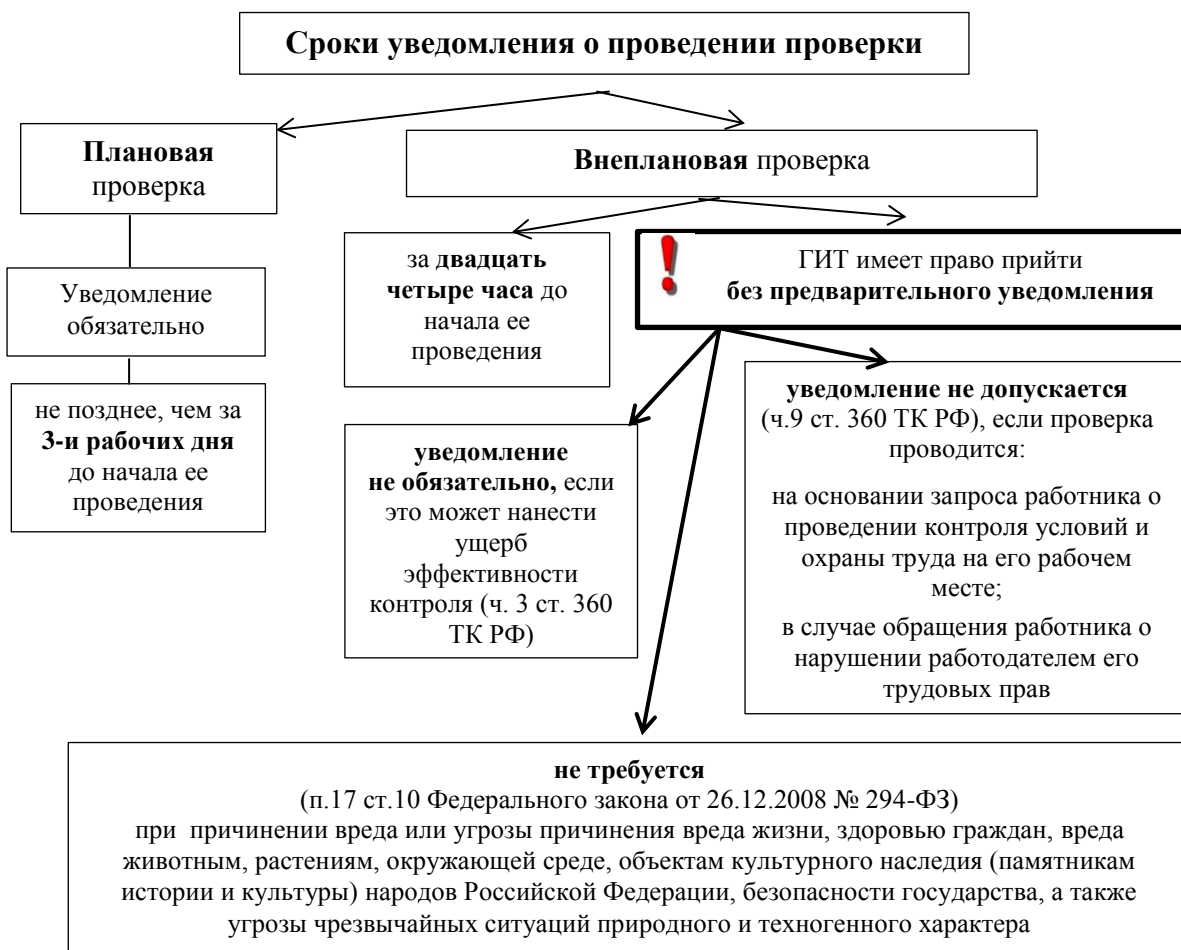 Сроки уведомления о проведении проверки
Плановая
проверка
Уведомление
обязательно
не позднее, чем за
3-и рабочих дня
до начала ее
проведения
Внеплановая проверка
за двадцать
четыре часа до
начала ее
проведения
ГИТ имеет право прийти
без предварительного уведомления
уведомление
не обязательно, если
это может нанести
ущерб
эффективности
контроля (ч. 3 ст. 360
ТК РФ)
уведомление не допускается
(ч.9 ст. 360 ТК РФ), если проверка
проводится:
на основании запроса работника о
проведении контроля условий и
охраны труда на его рабочем
месте;
в случае обращения работника о
нарушении работодателем его
трудовых прав
не требуется
(п.17 ст.10 Федерального закона от 26.12.2008 № 294-ФЗ)
при причинении вреда или угрозы причинения вреда жизни, здоровью граждан, вреда
животным, растениям, окружающей среде, объектам культурного наследия (памятникам
истории и культуры) народов Российской Федерации, безопасности государства, а также
угрозы чрезвычайных ситуаций природного и техногенного характера